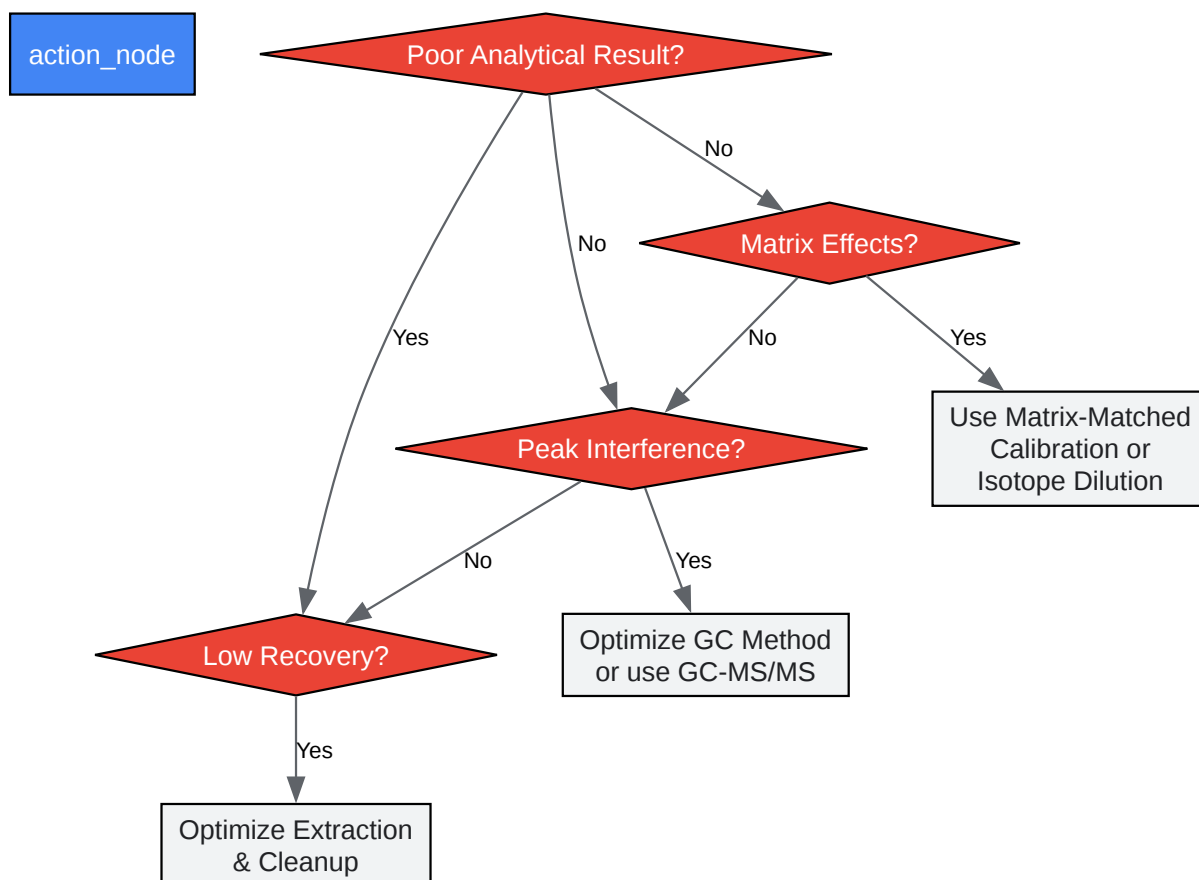 action_node
Poor Analytical Result?
No
Matrix Effects?
No
Yes
No
Yes
Use Matrix-Matched
Calibration or
Isotope Dilution
Peak Interference?
No
Yes
Optimize GC Method
or use GC-MS/MS
Low Recovery?
Yes
Optimize Extraction
& Cleanup